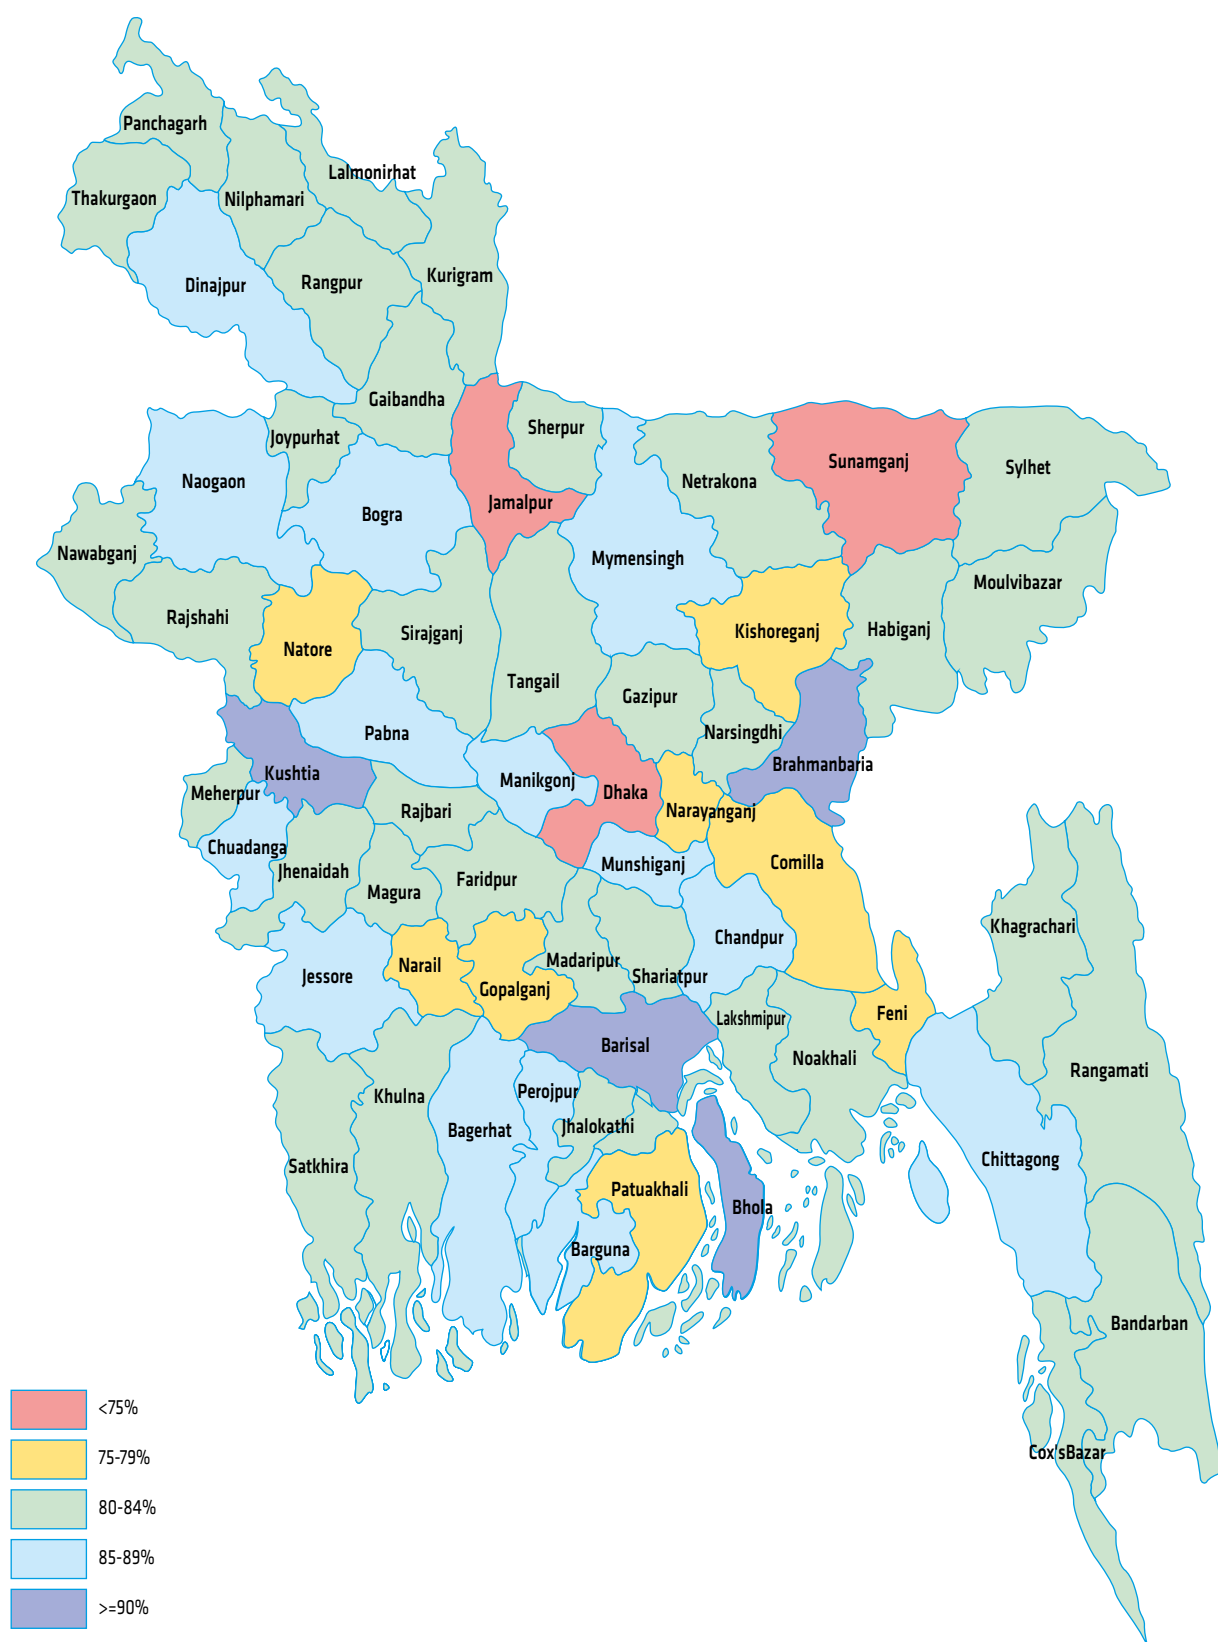 Panchagarh
Lalmonirhat
Thakurgaon
Nilphamari
Kurigram
Rangpur
Dinajpur
Gaibandha
Sherpur
Joypurhat
Sunamganj
Sylhet
Naogaon
Netrakona
Jamalpur
Bogra
Nawabganj
Mymensingh
Moulvibazar
Rajshahi
Kishoreganj
Habiganj
Sirajganj
Natore
Tangail
Gazipur
Pabna
Narsingdhi
Brahmanbaria
Kushtia
Manikgonj
Dhaka
Meherpur
Rajbari
Narayanganj
Chuadanga
Munshiganj
Comilla
Jhenaidah
Faridpur
Magura
Khagrachari
Chandpur
Madaripur
Narail
Jessore
Shariatpur
Gopalganj
Feni
Lakshmipur
Barisal
Noakhali
Rangamati
Perojpur
Khulna
Jhalokathi
Bagerhat
Chittagong
Satkhira
Patuakhali
Bhola
Barguna
Bandarban
Cox'sBazar
<75%
75-79%
80-84%
85-89%
>=90%